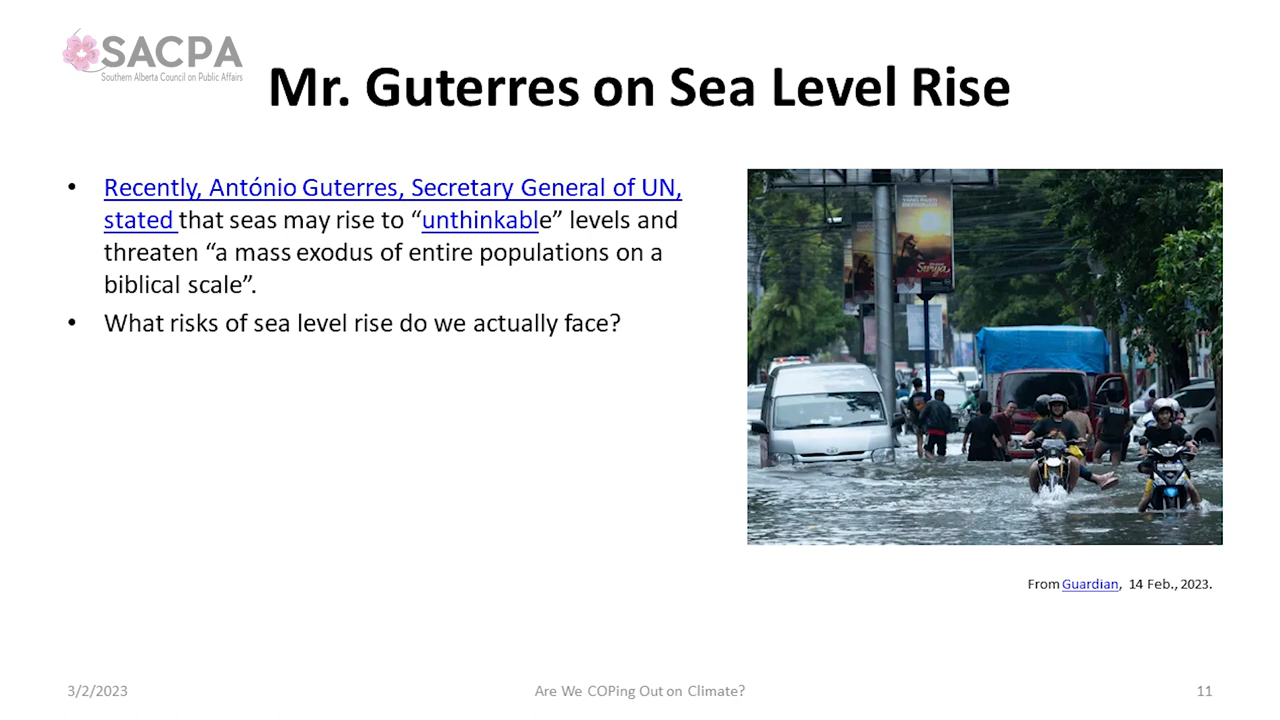 SACPA
Southern Alberta Council on Public Affairs
Mr. Guterres on Sea Level Rise
• Recently, António Guterres, Secretary General of UN,
stated that seas may rise to “unthinkable” levels and
threaten “a mass exodus of entire populations on a
biblical scale”.
• What risks of sea level rise do we actually face?
From Guardian, 14 Feb., 2023.
3/2/2023
Are We COPing Out on Climate?
11